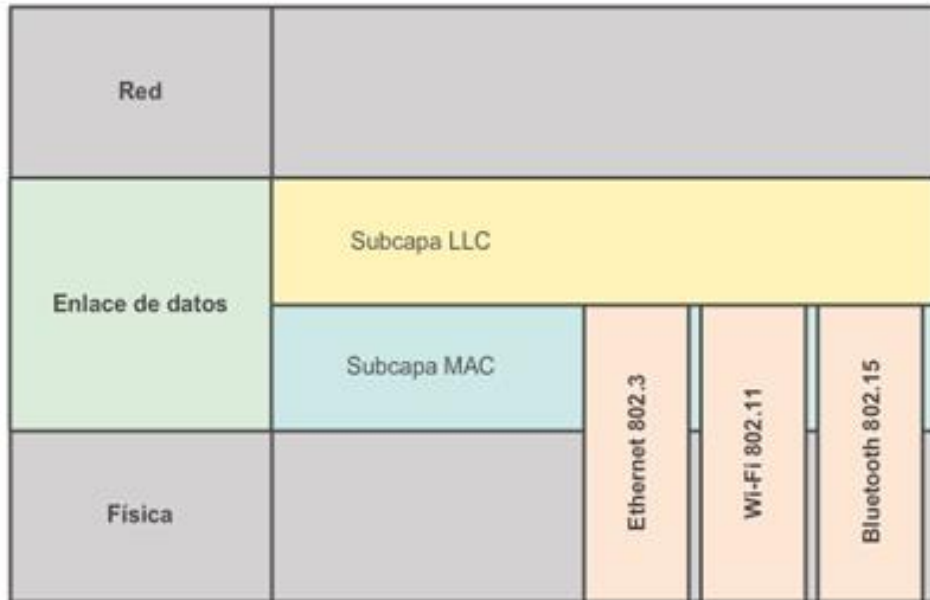 Red
Enlace de datos
Subcapa LLC
Subcapa MAC
Física
Ethernet 802.3
Wi-Fi 802.11
Bluetooth 802.15